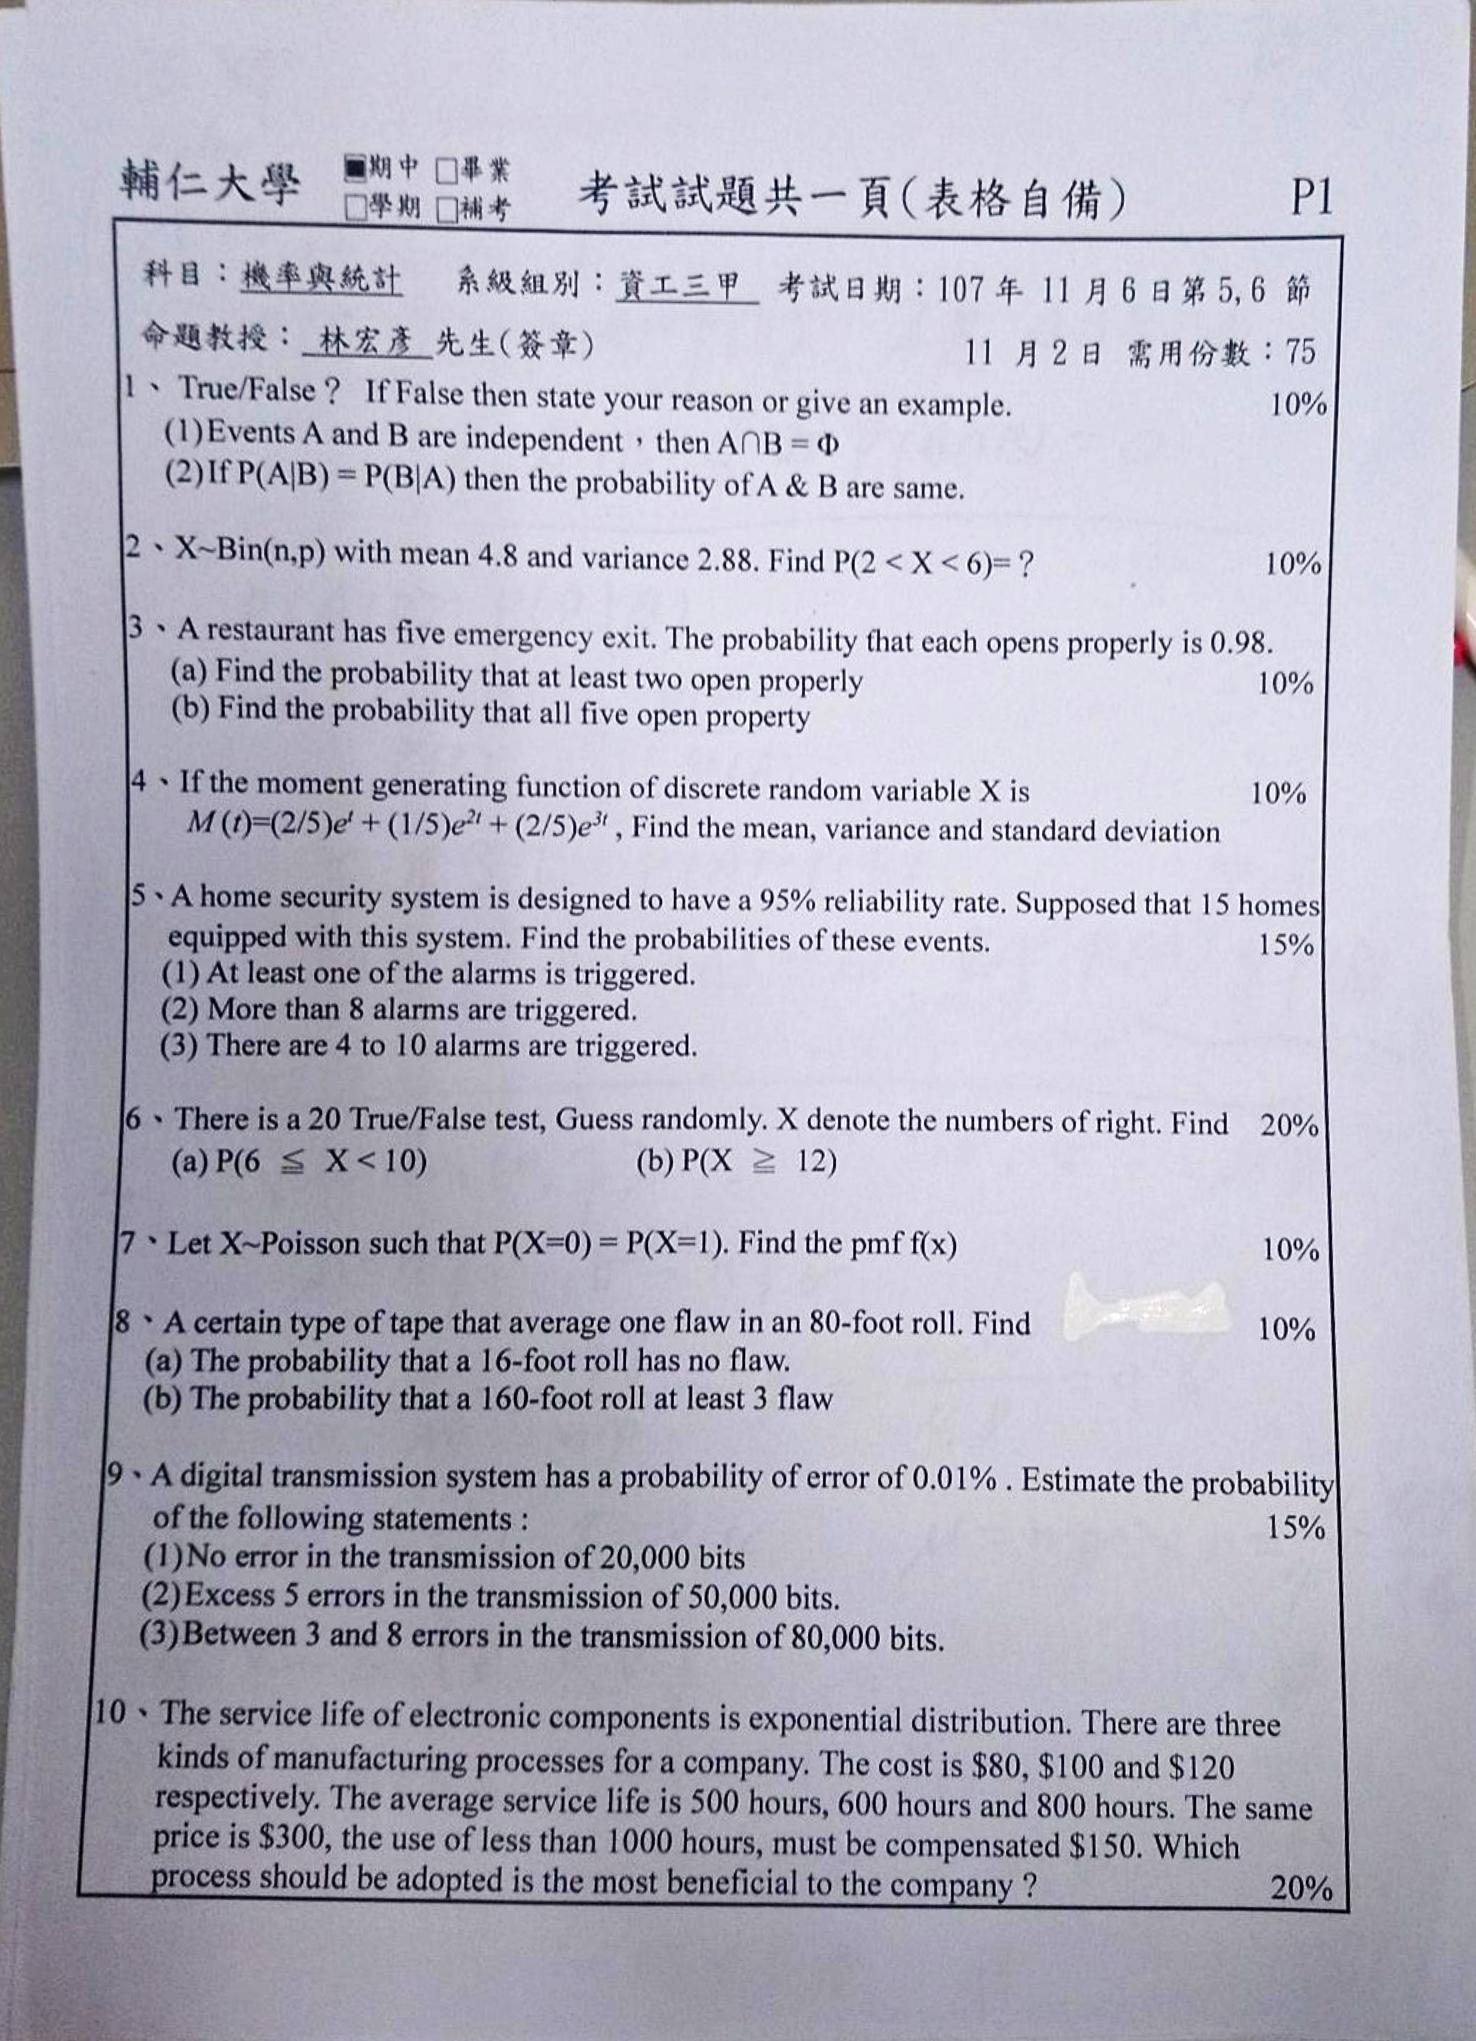 輔仁大學 ■期中 □畢業 考試試題共一頁(表格自備) P1
□學期 □補考
科目：機率與統計 系級組別：資工三甲 考試日期：107年 11月6日第5,6 節
命題教授：林宏彥 先生(簽章) 11 月2日 需用份數：75
1、 True/False？ If False then state your reason or give an example. 10%
(1)Events A and B are independent，then A∩B = Φ
(2)If P(A|B) = P(B|A) then the probability of A & B are same.
2、X~Bin(n,p) with mean 4.8 and variance 2.88. Find P(2 < X < 6)=？ 10%
3、A restaurant has five emergency exit. The probability that each opens properly is 0.98.
(a) Find the probability that at least two open properly 10%
(b) Find the probability that all five open property
4、If the moment generating function of discrete random variable X is 10%
M (t)=(2/5)eᵗ + (1/5)e²ᵗ + (2/5)e³ᵗ , Find the mean, variance and standard deviation
5、A home security system is designed to have a 95% reliability rate. Supposed that 15 homes
equipped with this system. Find the probabilities of these events. 15%
(1) At least one of the alarms is triggered.
(2) More than 8 alarms are triggered.
(3) There are 4 to 10 alarms are triggered.
6、There is a 20 True/False test, Guess randomly. X denote the numbers of right. Find 20%
(a) P(6 ≦ X < 10) (b) P(X ≧ 12)
7、Let X~Poisson such that P(X=0) = P(X=1). Find the pmf f(x) 10%
8、A certain type of tape that average one flaw in an 80-foot roll. Find 10%
(a) The probability that a 16-foot roll has no flaw.
(b) The probability that a 160-foot roll at least 3 flaw
9、A digital transmission system has a probability of error of 0.01% . Estimate the probability
of the following statements : 15%
(1)No error in the transmission of 20,000 bits
(2)Excess 5 errors in the transmission of 50,000 bits.
(3)Between 3 and 8 errors in the transmission of 80,000 bits.
10、The service life of electronic components is exponential distribution. There are three
kinds of manufacturing processes for a company. The cost is $80, $100 and $120
respectively. The average service life is 500 hours, 600 hours and 800 hours. The same
price is $300, the use of less than 1000 hours, must be compensated $150. Which
process should be adopted is the most beneficial to the company？ 20%